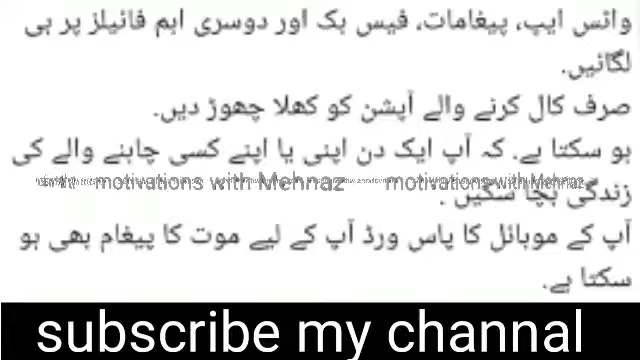 واٹس ایپ، پیغامات، فیس بک اور دوسری اہم فائیلز پر ہی
لگائیں.
صرف کال کرنے والے آپشن کو کھلا چھوڑ دیں.
ہو سکتا ہے. کہ آپ ایک دن اپنی یا اپنے کسی چاہنے والے کی
motivations with Mehrnaz motivations with Mehrnaz
زندگی بچا سکیں .
آپ کے موبائل کا پاس ورڈ آپ کے لیے موت کا پیغام بھی ہو
سکتا ہے.
subscribe my channal